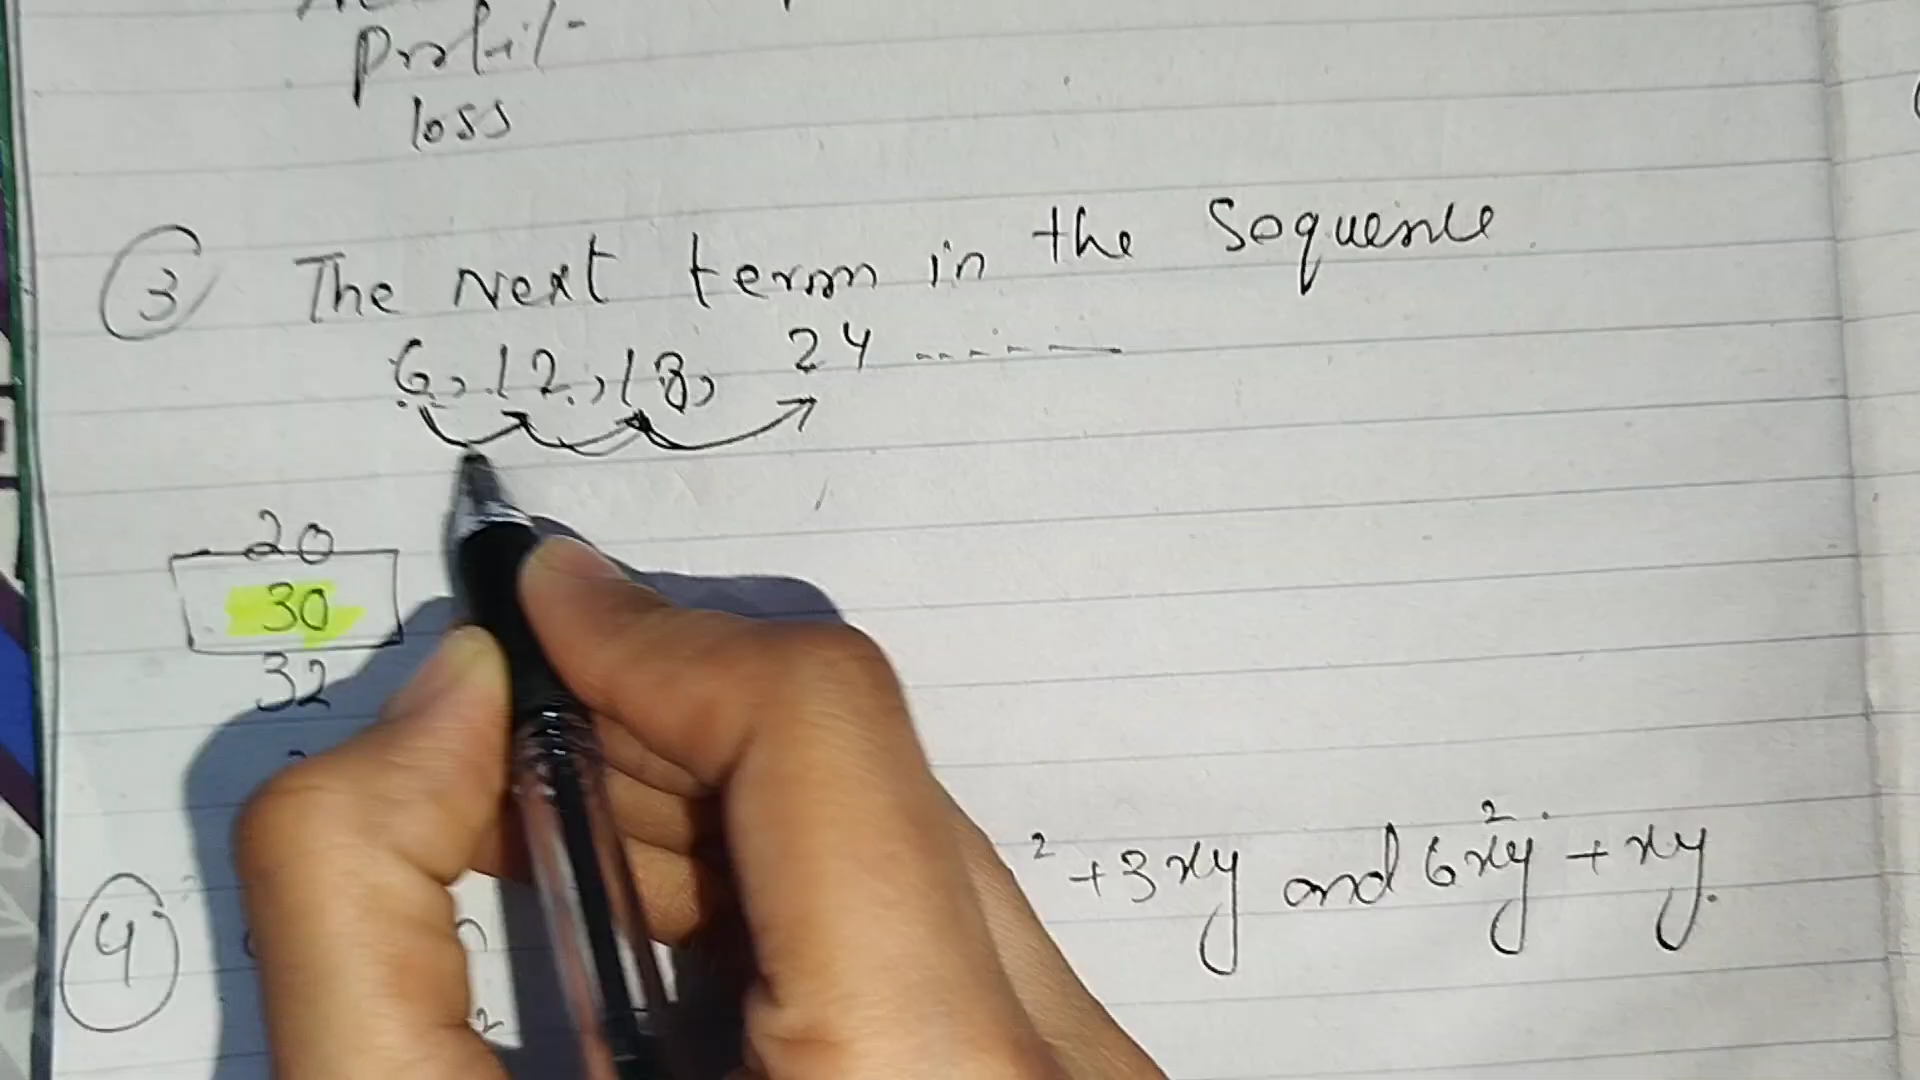 Profit
loss
3 The Next term in the Sequence
6, 12, 18, 24 ........
20
30
32
4
² + 3xy and 6x²y + xy.